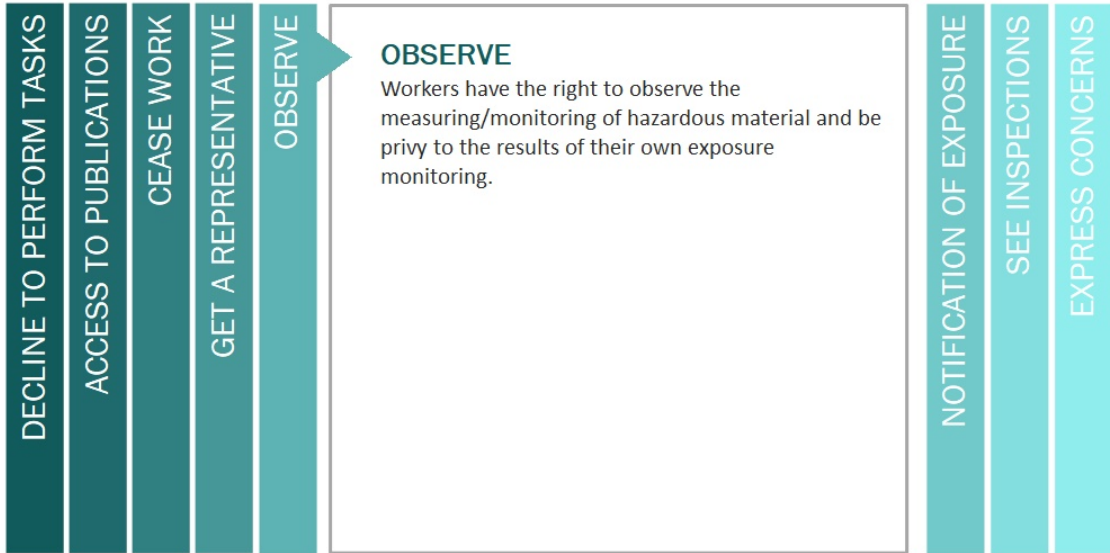 DECLINE TO PERFORM TASKS
ACCESS TO PUBLICATIONS
CEASE WORK
GET A REPRESENTATIVE
OBSERVE
OBSERVE
Workers have the right to observe the
measuring/monitoring of hazardous material and be
privy to the results of their own exposure
monitoring.
NOTIFICATION OF EXPOSURE
SEE INSPECTIONS
EXPRESS CONCERNS